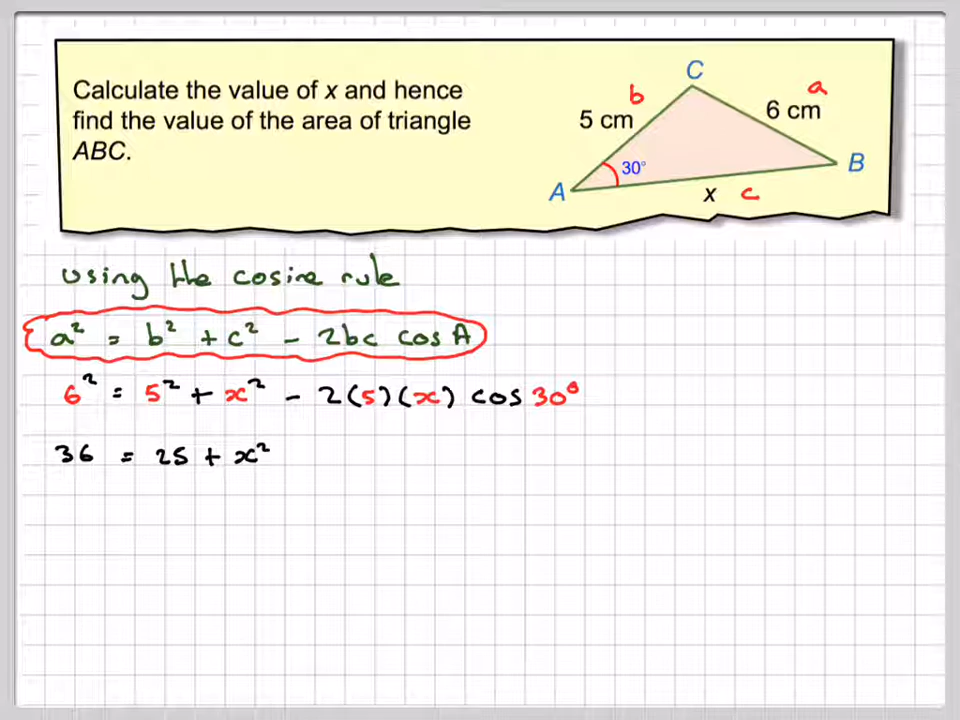 Calculate the value of x and hence
find the value of the area of triangle
ABC.
C
b
a
5 cm
6 cm
30°
A
B
x c
using the cosine rule
a² = b² + c² - 2bc cos A
6² = 5² + x² - 2(5)(x) cos 30°
36 = 25 + x²